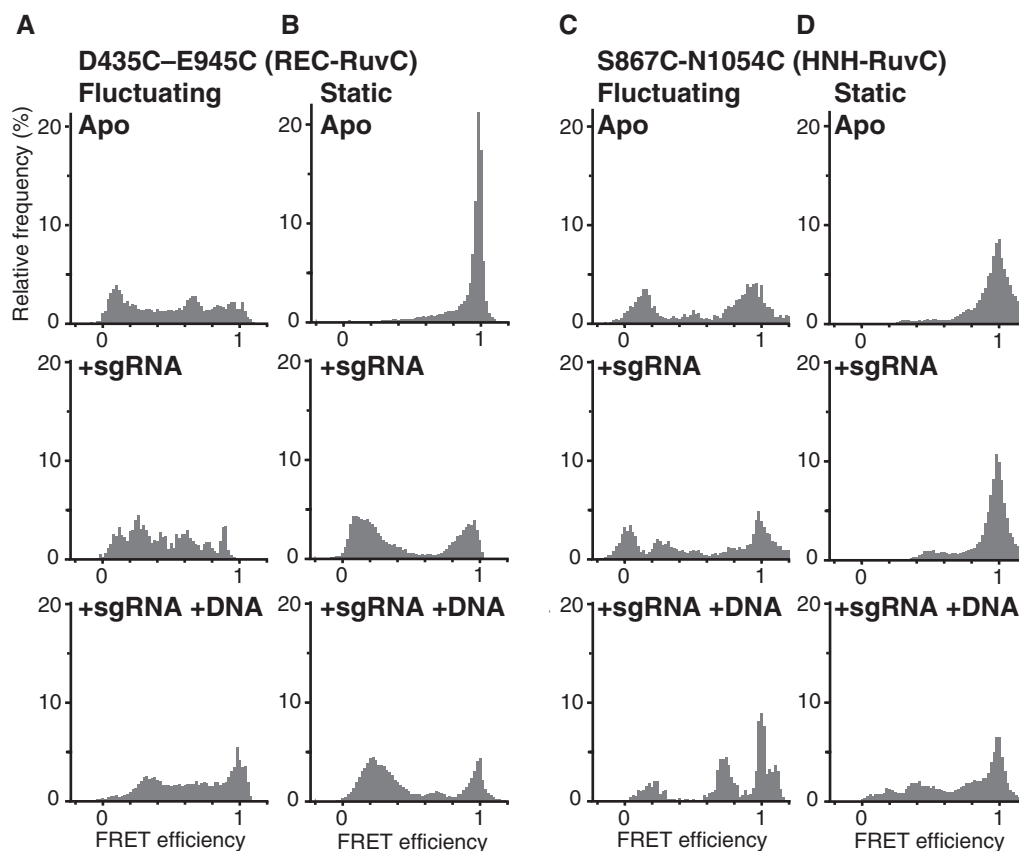 A
B
C
D
D435C–E945C (REC-RuvC)
S867C-N1054C (HNH-RuvC)
Fluctuating
Static
Fluctuating
Static
Apo
Apo
Apo
Apo
Relative frequency (%)
20
10
0
0 1
20
10
0
0 1
20
10
0
0 1
20
10
0
0 1
+sgRNA
+sgRNA
+sgRNA
+sgRNA
20
10
0
0 1
20
10
0
0 1
20
10
0
0 1
20
10
0
0 1
+sgRNA +DNA
+sgRNA +DNA
+sgRNA +DNA
+sgRNA +DNA
20
10
0
0 1
20
10
0
0 1
20
10
0
0 1
20
10
0
0 1
FRET efficiency
FRET efficiency
FRET efficiency
FRET efficiency